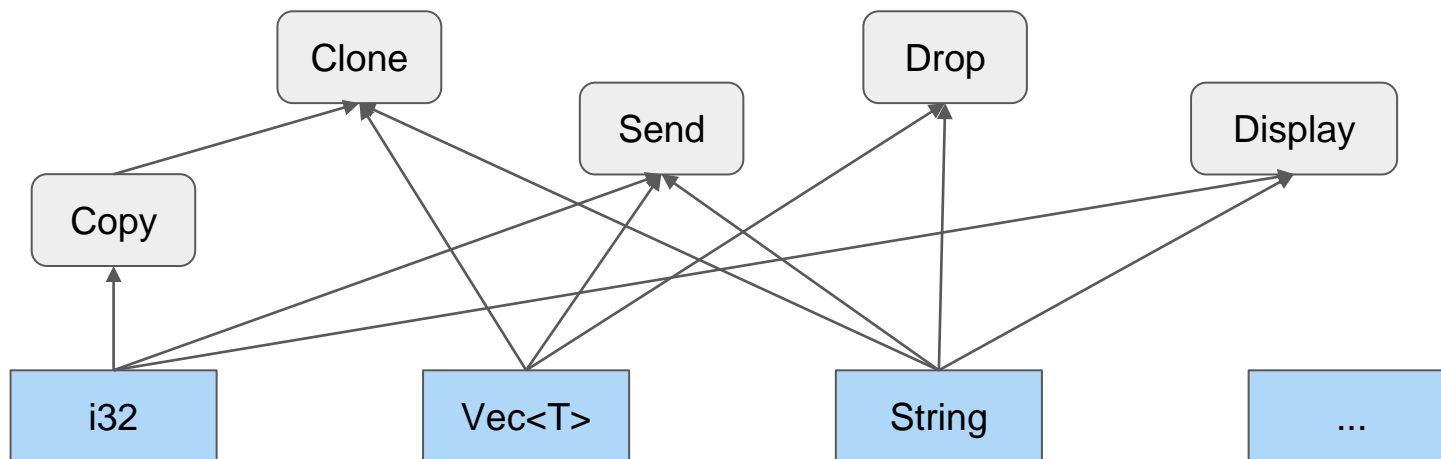 Clone
Drop
Send
Display
Copy
i32
Vec<T>
String
...